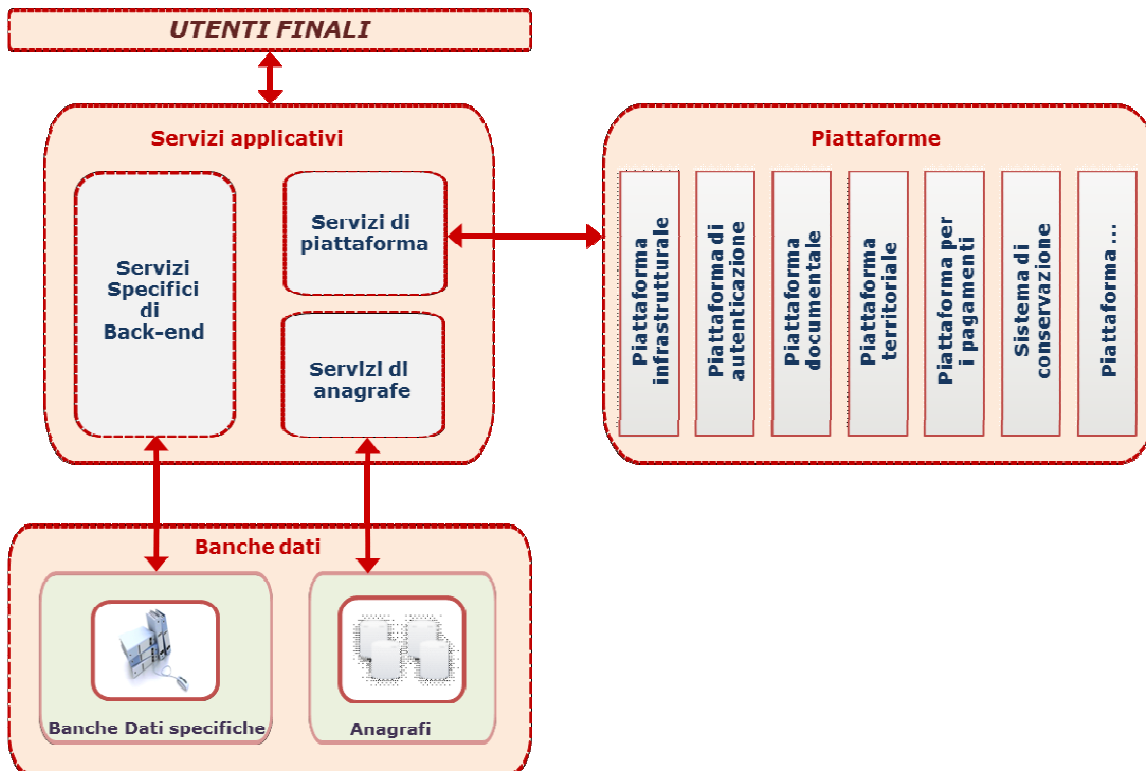 UTENTI FINALI
Servizi applicativi
Servizi
Specifici
di
Back-end
Servizi di
piattaforma
Servizi di
anagrafe
Piattaforme
Piattaforma
infrastrutturale
Piattaforma di
autenticazione
Piattaforma
documentale
Piattaforma
territoriale
Piattaforma per
i pagamenti
Sistema di
conservazione
Piattaforma ...
Banche dati
Banche Dati specifiche
Anagrafi